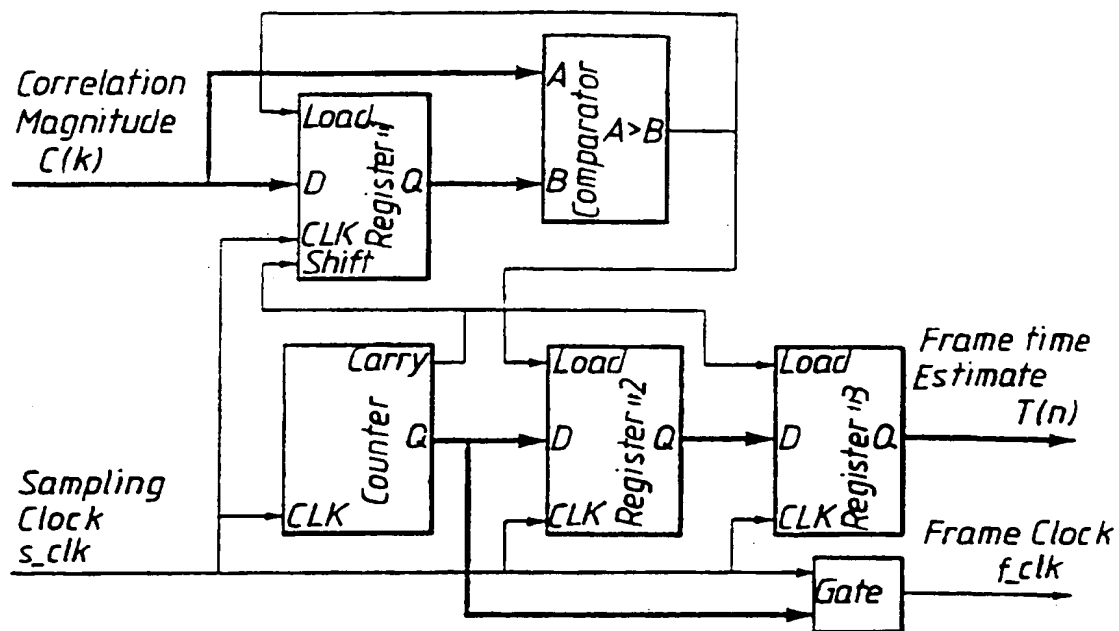 Correlation
Magnitude
C(k)
Load
D
Q
CLK
Shift
Register "1
A
B
A>B
Comparator
Carry
Q
CLK
Counter
Load
D
Q
CLK
Register "2
Load
D
Q
CLK
Register "3
Frame time
Estimate
T(n)
Sampling
Clock
s_clk
Gate
Frame Clock
f_clk